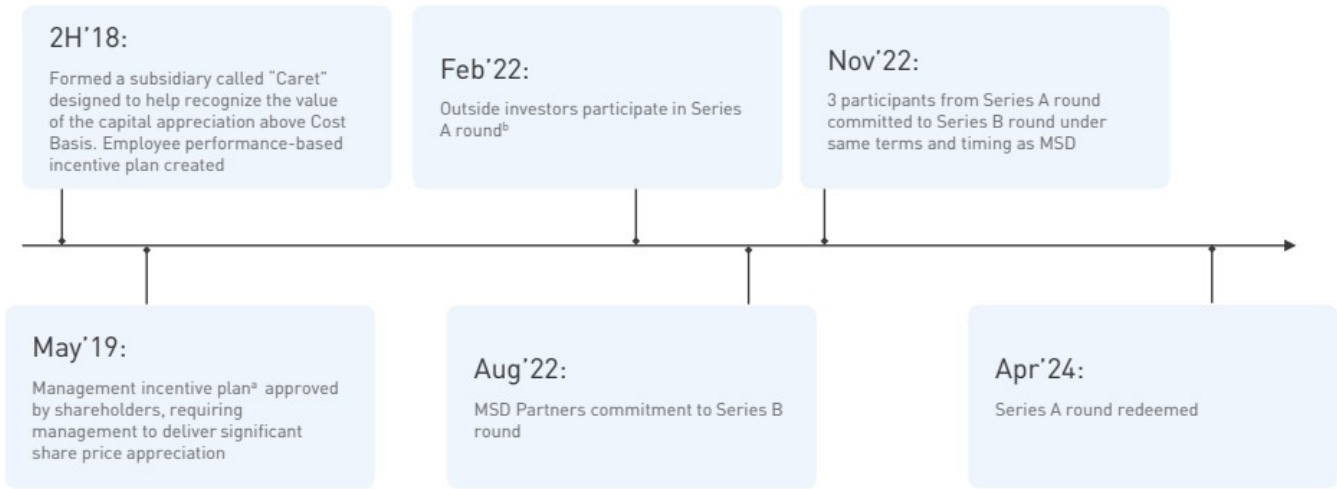 2H'18:
Formed a subsidiary called "Caret"
designed to help recognize the value
of the capital appreciation above Cost
Basis. Employee performance-based
incentive plan created
Feb'22:
Outside investors participate in Series
A roundᵇ
Nov'22:
3 participants from Series A round
committed to Series B round under
same terms and timing as MSD
May'19:
Management incentive planᵃ approved
by shareholders, requiring
management to deliver significant
share price appreciation
Aug'22:
MSD Partners commitment to Series B
round
Apr'24:
Series A round redeemed